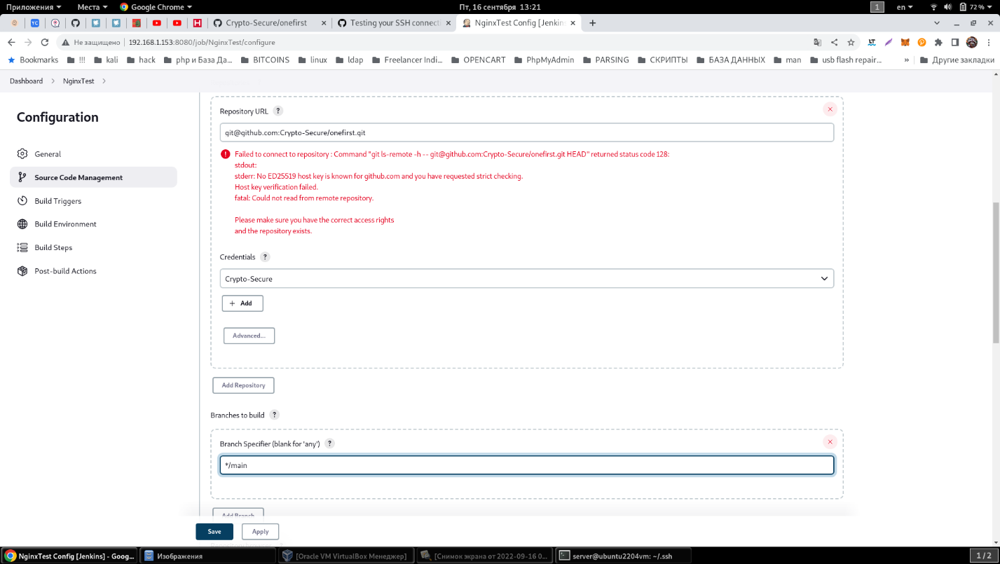 Приложения Места Google Chrome Пт, 16 сентября 13:21 1 en 72 %
Crypto-Secure/onefirst Testing your SSH connecti NginxTest Config [Jenkins
Не защищено 192.168.1.153:8080/job/NginxTest/configure
Bookmarks !!! kali hack php и База Да... BITCOINS linux ldap Freelancer Indi... OPENCART PhpMyAdmin PARSING СКРИПТЫ БАЗА ДАННЫХ man usb flash repair... » Другие закладки
Dashboard NginxTest
Configuration
General
Source Code Management
Build Triggers
Build Environment
Build Steps
Post-build Actions
Repository URL ?
git@github.com:Crypto-Secure/onefirst.git
Failed to connect to repository : Command "git ls-remote -h -- git@github.com:Crypto-Secure/onefirst.git HEAD" returned status code 128:
stdout:
stderr: No ED25519 host key is known for github.com and you have requested strict checking.
Host key verification failed.
fatal: Could not read from remote repository.
Please make sure you have the correct access rights
and the repository exists.
Credentials ?
Crypto-Secure
+ Add
Advanced...
Add Repository
Branches to build ?
Branch Specifier (blank for 'any') ?
*/main
Add Branch
Save Apply
NginxTest Config [Jenkins] - Goog... Изображения [Oracle VM VirtualBox Менеджер] [Снимок экрана от 2022-09-16 0... server@ubuntu2204vm: ~/.ssh 1 / 2